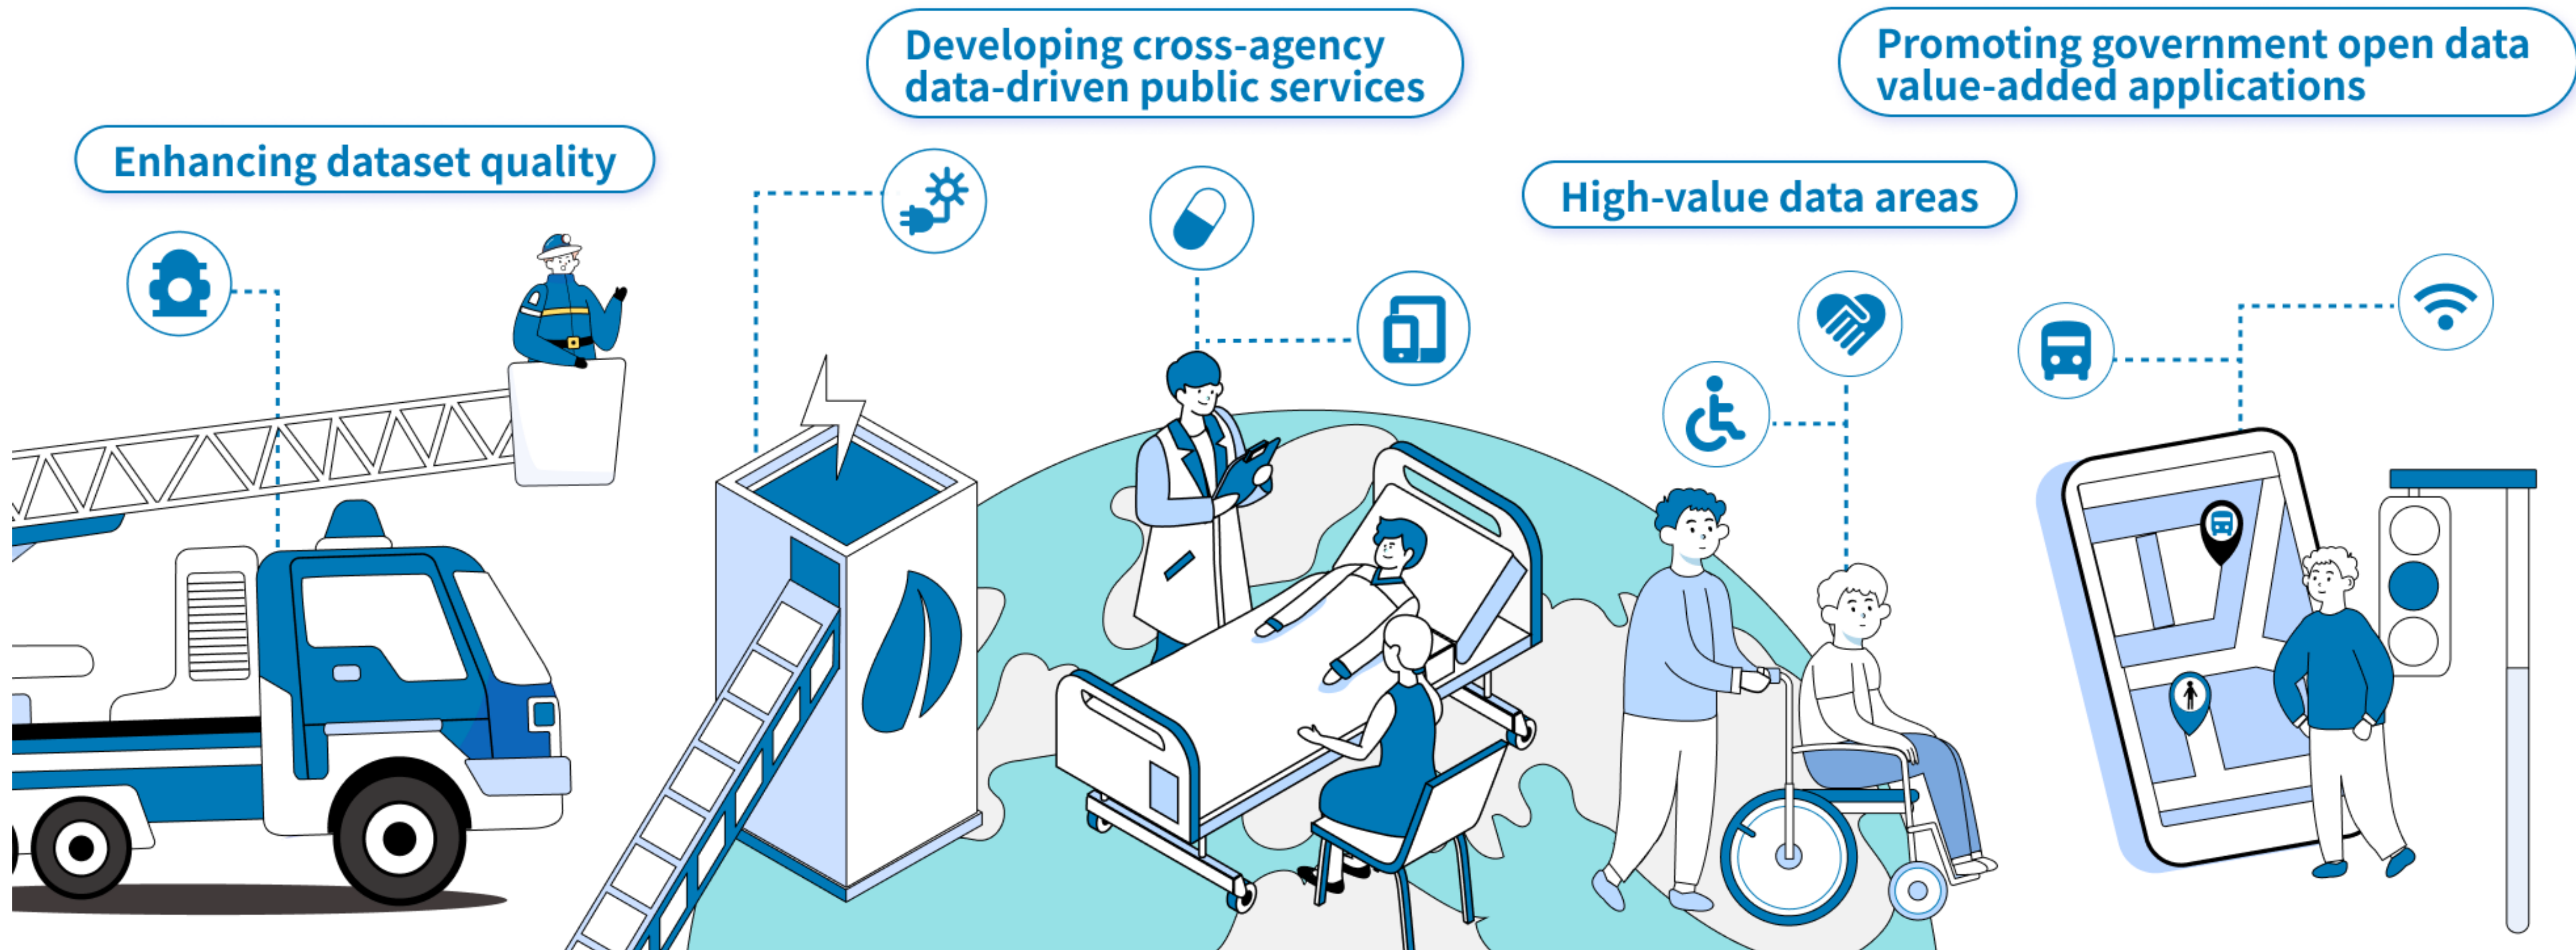 Enhancing dataset quality
Developing cross-agency
data-driven public services
High-value data areas
Promoting government open data
value-added applications